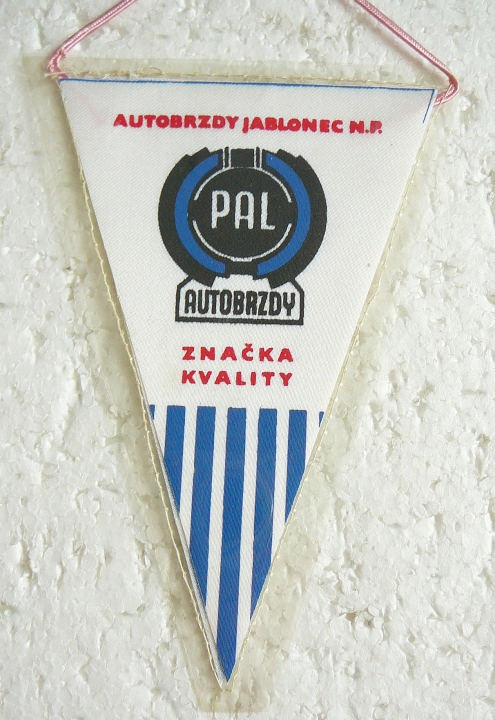 AUTOBRZDY JABLONEC N.P.
PAL
AUTOBRZDY
ZNAČKA
KVALITY